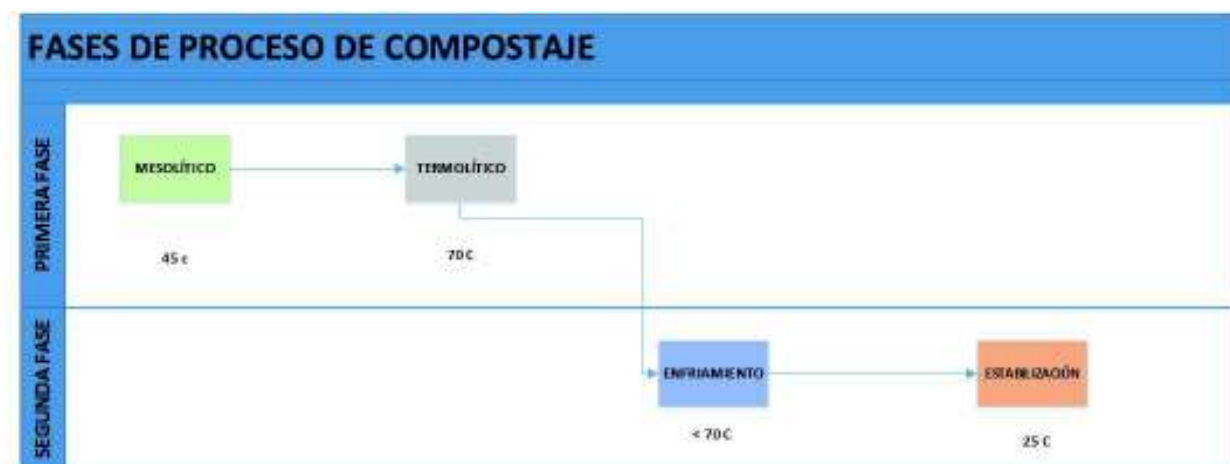 FASES DE PROCESO DE COMPOSTAJE
PRIMERA FASE
MESOLÍTICO
TERMOLÍTICO
45 c
70 C
SEGUNDA FASE
ENFRIAMIENTO
ESTABILIZACIÓN
< 70 C
25 C